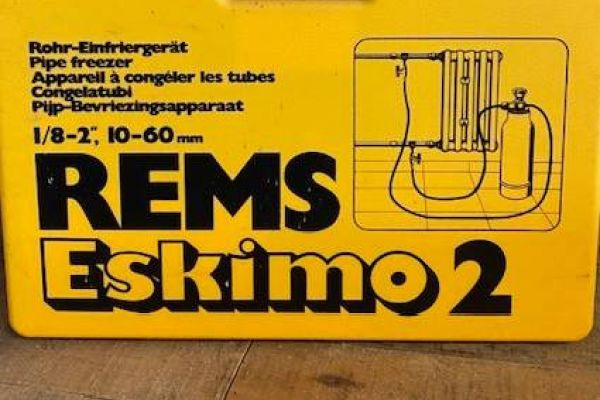 Rohr-Einfriergerät
Pipe freezer
Appareil à congéler les tubes
Congelatubi
Pijp-Bevriezingsapparaat
1/8-2", 10-60 mm
REMS
Eskimo 2